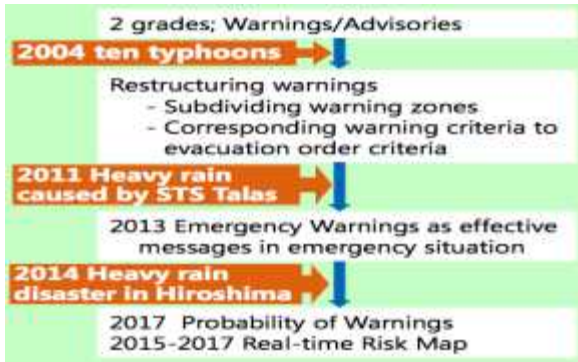 2 grades; Warnings/Advisories
2004 ten typhoons
Restructuring warnings
- Subdividing warning zones
- Corresponding warning criteria to
evacuation order criteria
2011 Heavy rain
caused by STS Talas
2013 Emergency Warnings as effective
messages in emergency situation
2014 Heavy rain
disaster in Hiroshima
2017 Probability of Warnings
2015-2017 Real-time Risk Map